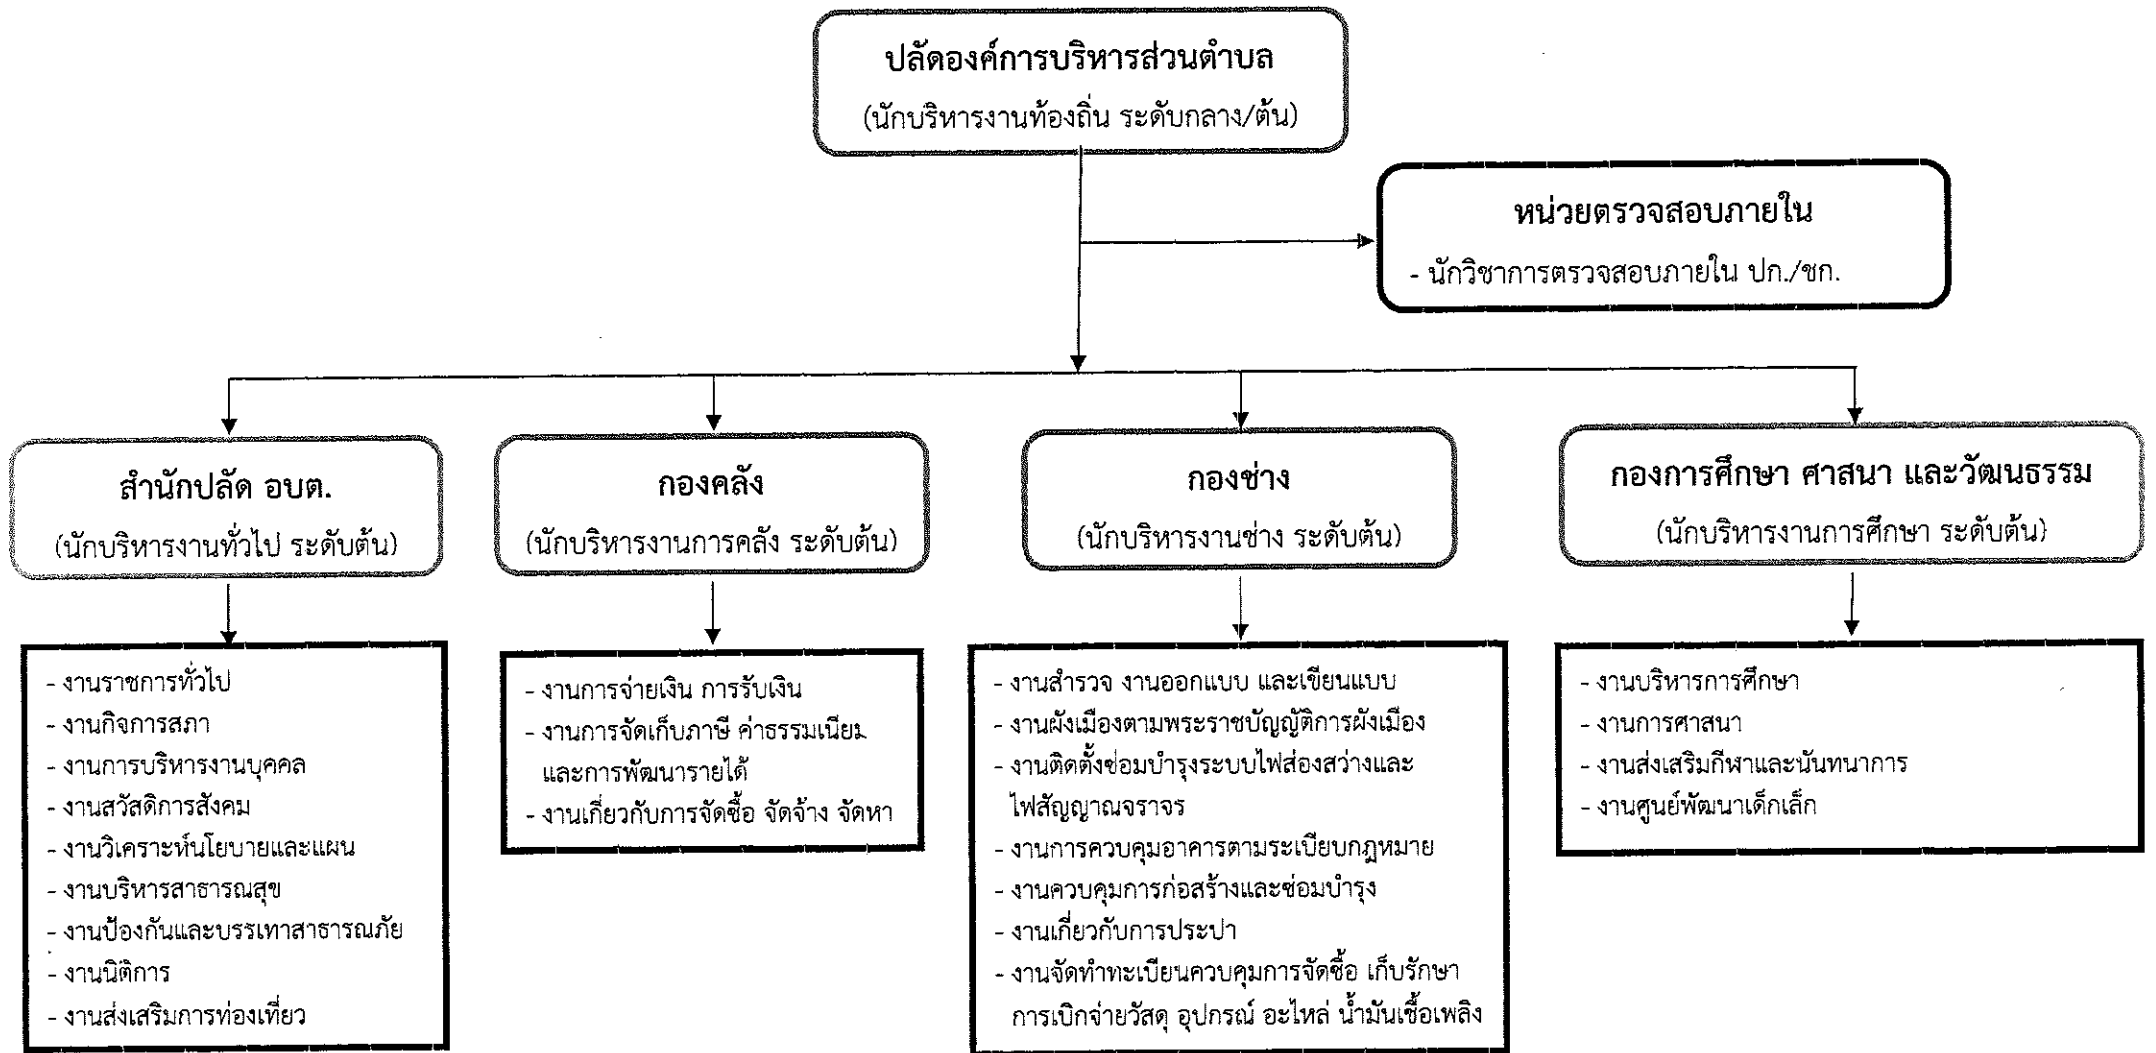 ปลัดองค์การบริหารส่วนตำบล
(นักบริหารงานท้องถิ่น ระดับกลาง/ต้น)
หน่วยตรวจสอบภายใน
- นักวิชาการตรวจสอบภายใน ปก./ชก.
สำนักปลัด อบต.
(นักบริหารงานทั่วไป ระดับต้น)
- งานราชการทั่วไป
- งานกิจการสภา
- งานการบริหารงานบุคคล
- งานสวัสดิการสังคม
- งานวิเคราะห์นโยบายและแผน
- งานบริหารสาธารณสุข
- งานป้องกันและบรรเทาสาธารณภัย
- งานนิติการ
- งานส่งเสริมการท่องเที่ยว
กองคลัง
(นักบริหารงานการคลัง ระดับต้น)
- งานการจ่ายเงิน การรับเงิน
- งานการจัดเก็บภาษี ค่าธรรมเนียม
และการพัฒนารายได้
- งานเกี่ยวกับการจัดซื้อ จัดจ้าง จัดหา
กองช่าง
(นักบริหารงานช่าง ระดับต้น)
- งานสำรวจ งานออกแบบ และเขียนแบบ
- งานผังเมืองตามพระราชบัญญัติการผังเมือง
- งานติดตั้งซ่อมบำรุงระบบไฟส่องสว่างและ
ไฟสัญญาณจราจร
- งานการควบคุมอาคารตามระเบียบกฎหมาย
- งานควบคุมการก่อสร้างและซ่อมบำรุง
- งานเกี่ยวกับการประปา
- งานจัดทำทะเบียนควบคุมการจัดซื้อ เก็บรักษา
การเบิกจ่ายวัสดุ อุปกรณ์ อะไหล่ น้ำมันเชื้อเพลิง
กองการศึกษา ศาสนา และวัฒนธรรม
(นักบริหารงานการศึกษา ระดับต้น)
- งานบริหารการศึกษา
- งานการศาสนา
- งานส่งเสริมกีฬาและนันทนาการ
- งานศูนย์พัฒนาเด็กเล็ก